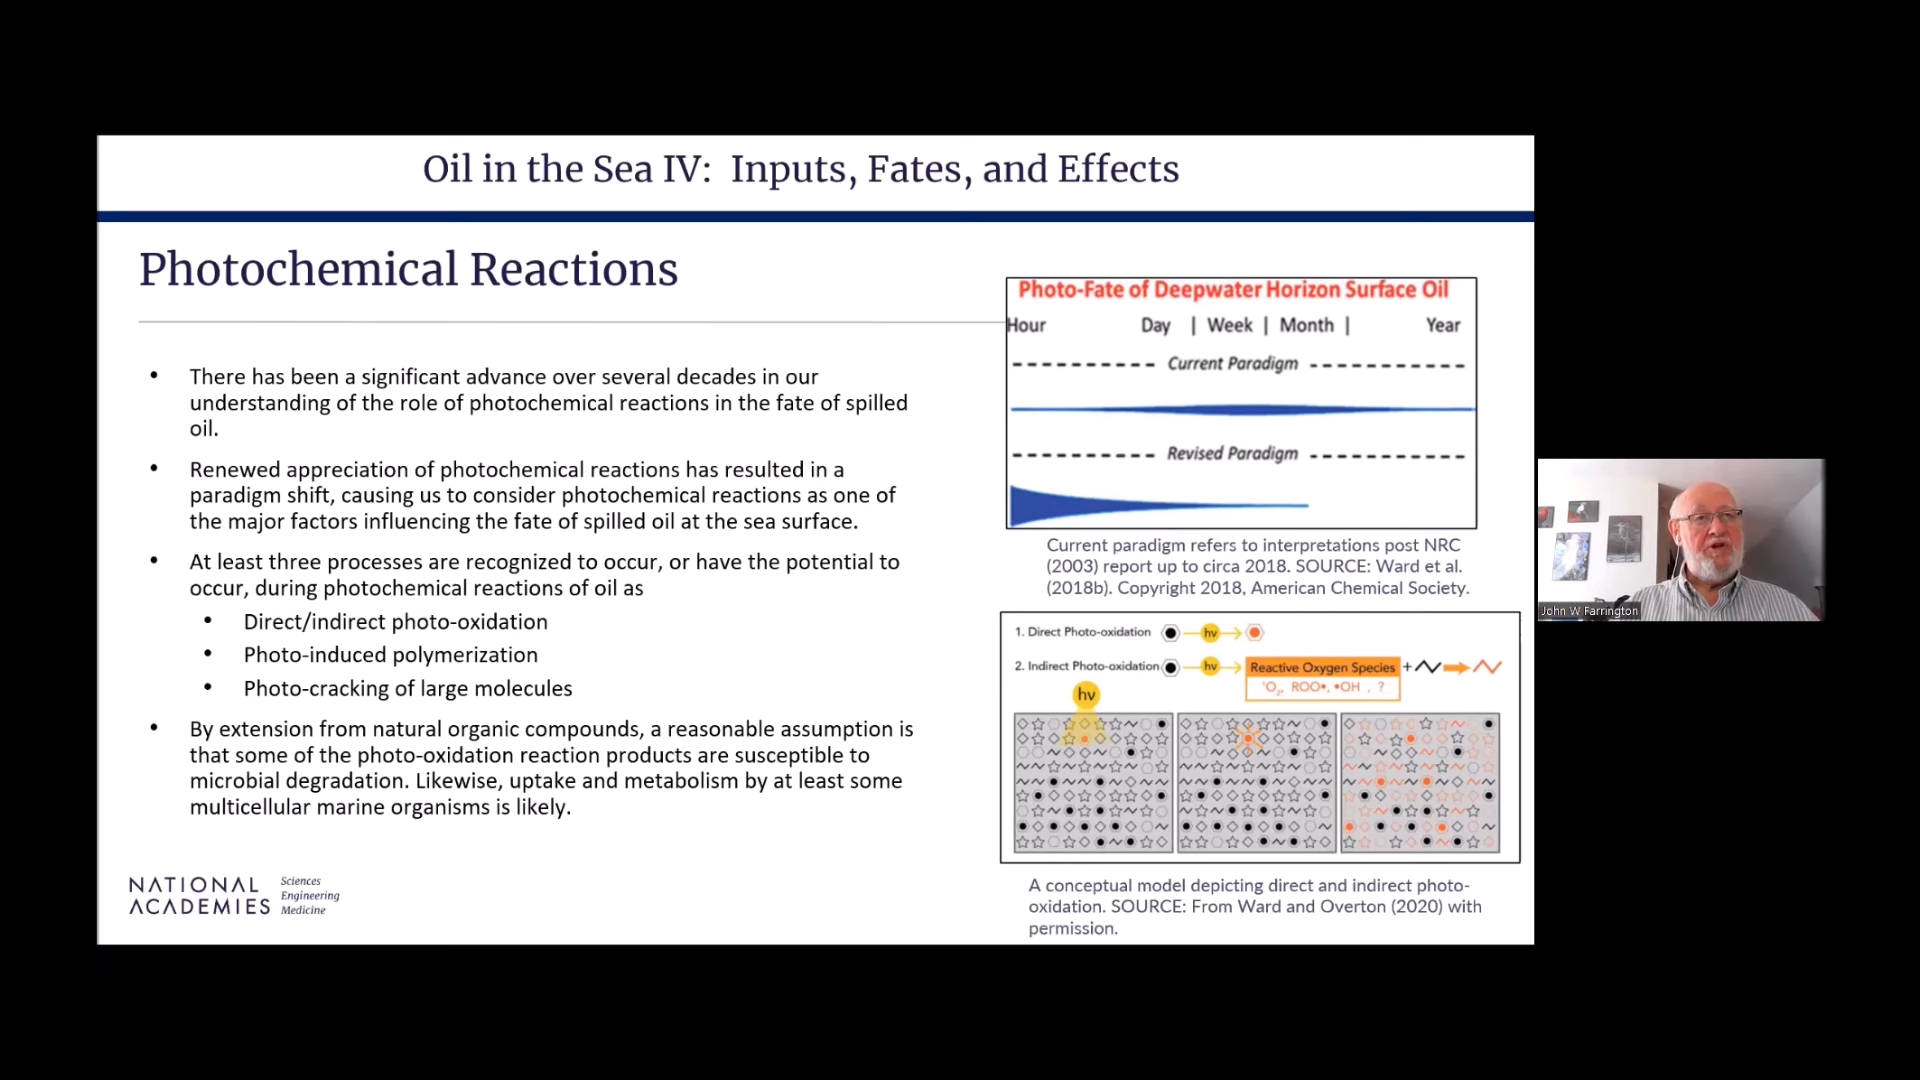 Oil in the Sea IV: Inputs, Fates, and Effects
Photochemical Reactions
• There has been a significant advance over several decades in our
understanding of the role of photochemical reactions in the fate of spilled
oil.
• Renewed appreciation of photochemical reactions has resulted in a
paradigm shift, causing us to consider photochemical reactions as one of
the major factors influencing the fate of spilled oil at the sea surface.
• At least three processes are recognized to occur, or have the potential to
occur, during photochemical reactions of oil as
• Direct/indirect photo-oxidation
• Photo-induced polymerization
• Photo-cracking of large molecules
• By extension from natural organic compounds, a reasonable assumption is
that some of the photo-oxidation reaction products are susceptible to
microbial degradation. Likewise, uptake and metabolism by at least some
multicellular marine organisms is likely.
NATIONAL ACADEMIES
Sciences
Engineering
Medicine
Photo-Fate of Deepwater Horizon Surface Oil
Hour Day | Week | Month | Year
Current Paradigm
Revised Paradigm
Current paradigm refers to interpretations post NRC
(2003) report up to circa 2018. SOURCE: Ward et al.
(2018b). Copyright 2018, American Chemical Society.
1. Direct Photo-oxidation hv
2. Indirect Photo-oxidation hv Reactive Oxygen Species +
¹O₂, ROO•, •OH , ?
hv
A conceptual model depicting direct and indirect photo-
oxidation. SOURCE: From Ward and Overton (2020) with
permission.
John W Farrington